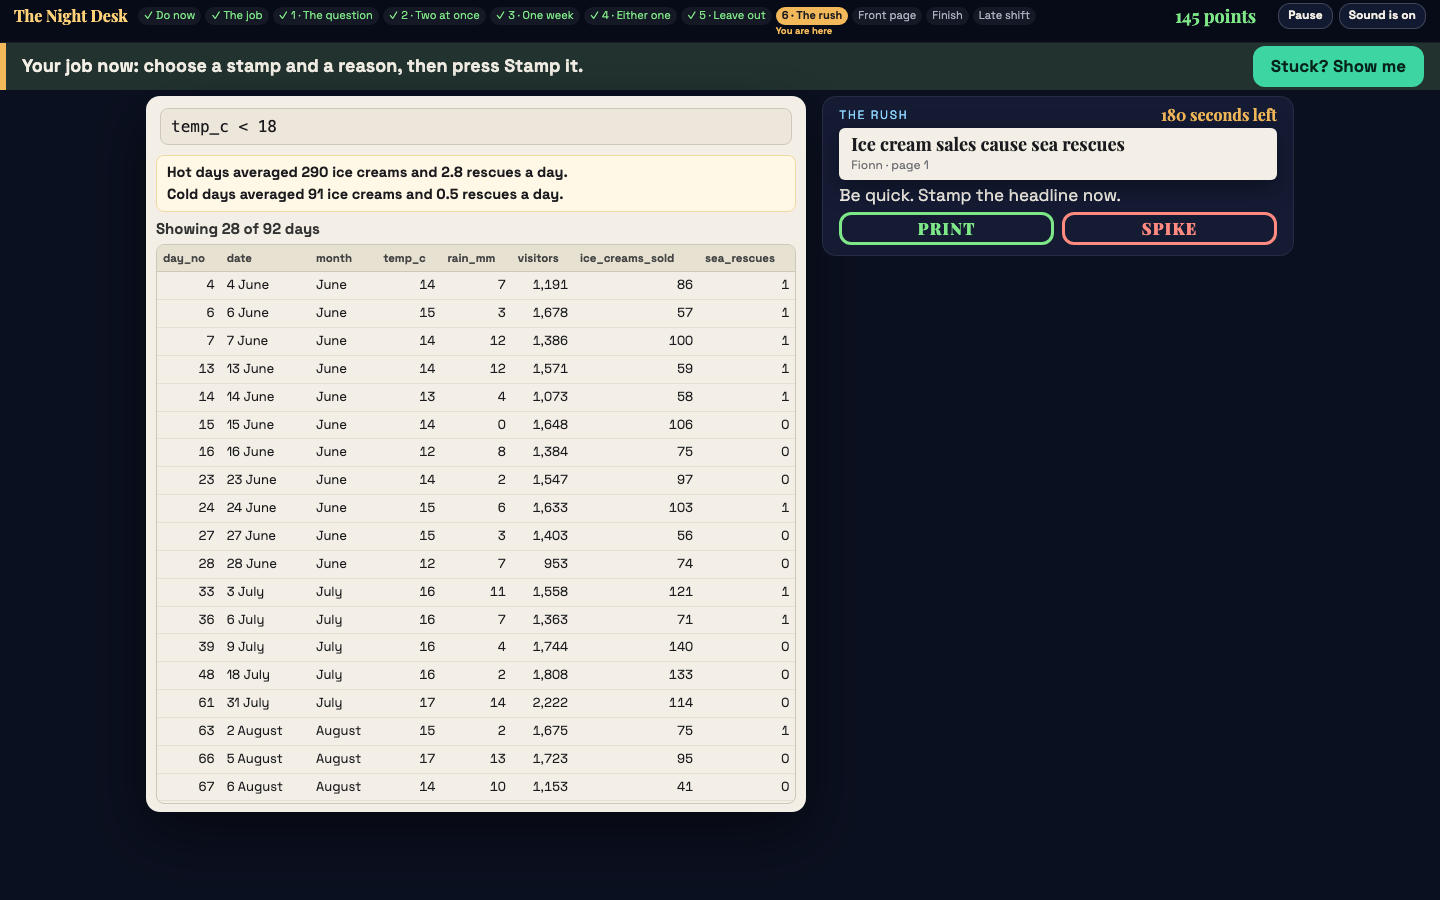 The Night Desk
✓ Do now
✓ The job
✓ 1 · The question
✓ 2 · Two at once
✓ 3 · One week
✓ 4 · Either one
✓ 5 · Leave out
6 · The rush
You are here
Front page
Finish
Late shift
145 points
Pause
Sound is on
Your job now: choose a stamp and a reason, then press Stamp it.
Stuck? Show me
temp_c < 18
Hot days averaged 290 ice creams and 2.8 rescues a day.
Cold days averaged 91 ice creams and 0.5 rescues a day.
Showing 28 of 92 days
day_no date month temp_c rain_mm visitors ice_creams_sold sea_rescues
4 4 June June 14 7 1,191 86 1
6 6 June June 15 3 1,678 57 1
7 7 June June 14 12 1,386 100 1
13 13 June June 14 12 1,571 59 1
14 14 June June 13 4 1,073 58 1
15 15 June June 14 0 1,648 106 0
16 16 June June 12 8 1,384 75 0
23 23 June June 14 2 1,547 97 0
24 24 June June 15 6 1,633 103 1
27 27 June June 15 3 1,403 56 0
28 28 June June 12 7 953 74 0
33 3 July July 16 11 1,558 121 1
36 6 July July 16 7 1,363 71 1
39 9 July July 16 4 1,744 140 0
48 18 July July 16 2 1,808 133 0
61 31 July July 17 14 2,222 114 0
63 2 August August 15 2 1,675 75 1
66 5 August August 17 13 1,723 95 0
67 6 August August 14 10 1,153 41 0
THE RUSH
180 seconds left
Ice cream sales cause sea rescues
Fionn · page 1
Be quick. Stamp the headline now.
PRINT
SPIKE